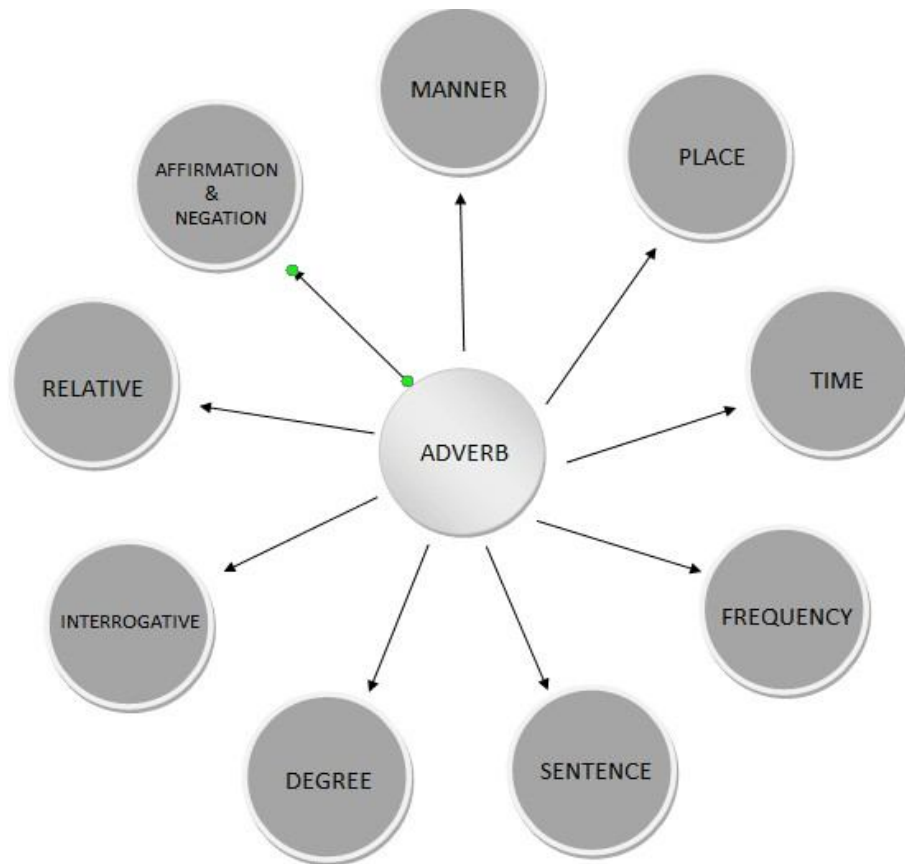 MANNER
PLACE
AFFIRMATION
&
NEGATION
TIME
RELATIVE
ADVERB
FREQUENCY
INTERROGATIVE
SENTENCE
DEGREE